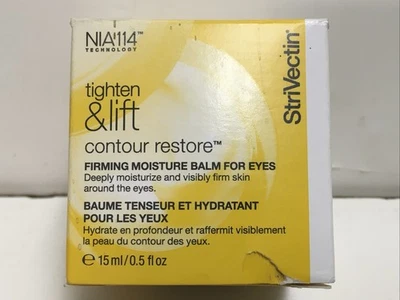 NIA114™
TECHNOLOGY
tighten
&lift
contour restore™
FIRMING MOISTURE BALM FOR EYES
Deeply moisturize and visibly firm skin
around the eyes.
BAUME TENSEUR ET HYDRATANT
POUR LES YEUX
Hydrate en profondeur et raffermit visiblement
la peau du contour des yeux.
℮ 15 ml/0.5 fl oz
StriVectin®